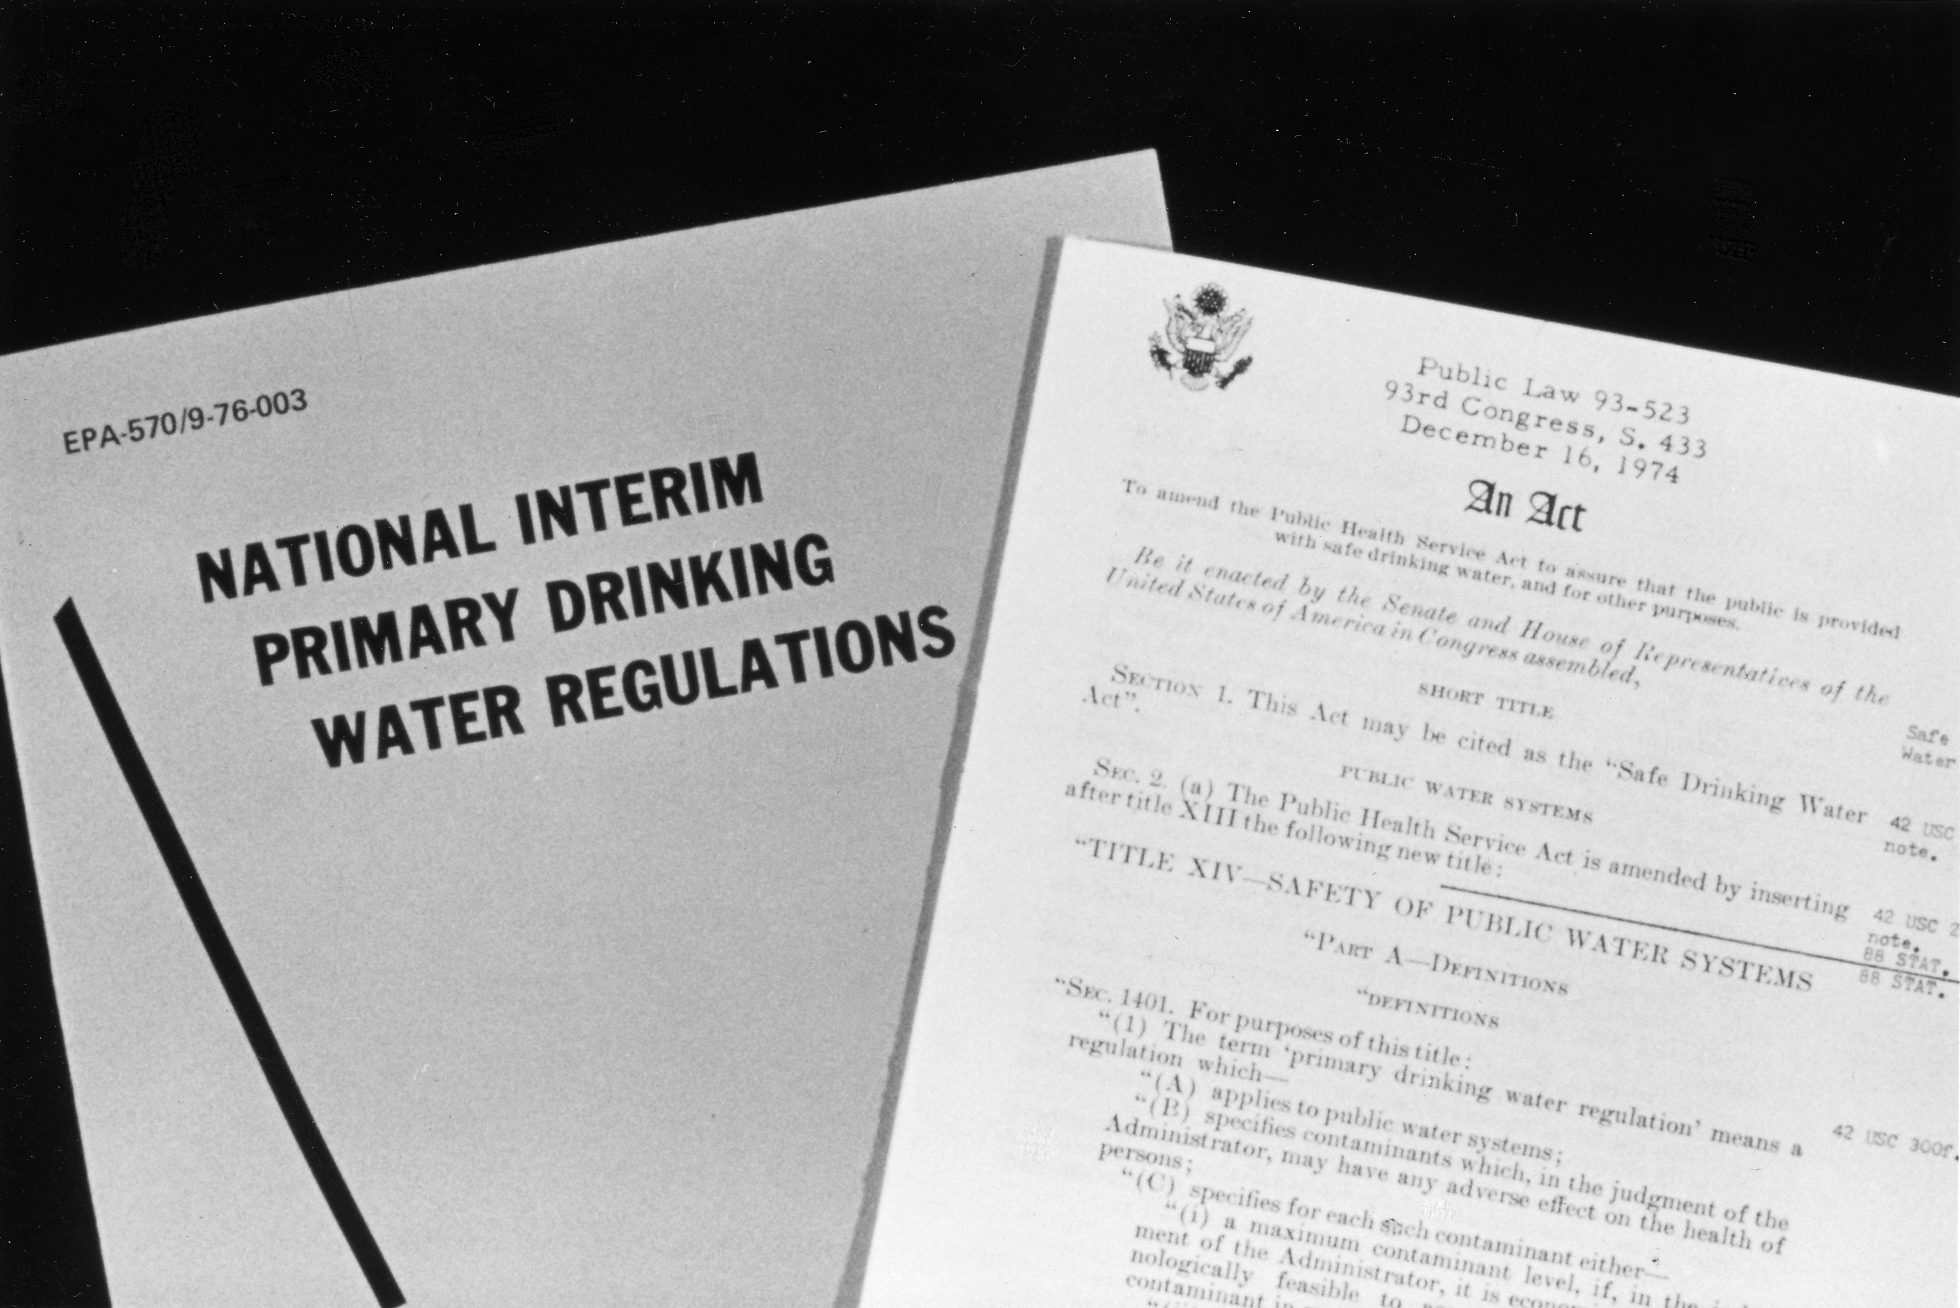 EPA-570/9-76-003
NATIONAL INTERIM
PRIMARY DRINKING
WATER REGULATIONS
Public Law 93-523
93rd Congress, S. 433
December 16, 1974
An Act
To amend the Public Health Service Act to assure that the public is provided
with safe drinking water, and for other purposes.
Be it enacted by the Senate and House of Representatives of the
United States of America in Congress assembled,
SHORT TITLE
SECTION 1. This Act may be cited as the “Safe Drinking Water
Act”.
Safe
Water
42 USC
note.
PUBLIC WATER SYSTEMS
SEC. 2. (a) The Public Health Service Act is amended by inserting
after title XIII the following new title:
42 USC 2
note.
88 STAT.
88 STAT.
“TITLE XIV—SAFETY OF PUBLIC WATER SYSTEMS
“PART A—DEFINITIONS
“DEFINITIONS
“SEC. 1401. For purposes of this title:
“(1) The term ‘primary drinking water regulation’ means a
regulation which—
42 USC 300f.
“(A) applies to public water systems;
“(B) specifies contaminants which, in the judgment of the
Administrator, may have any adverse effect on the health of
persons;
“(C) specifies for each such contaminant either—
“(i) a maximum contaminant level, if, in the
ment of the Administrator, it is
nologically feasible to
contaminant in